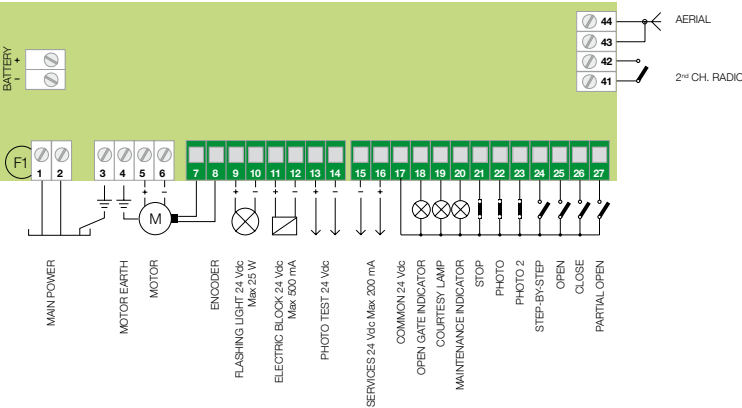 44 AERIAL
43
42
41 2nd CH. RADIO
BATTERY
+
−
F1
1 2 3 4 5 6 7 8 9 10 11 12 13 14 15 16 17 18 19 20 21 22 23 24 25 26 27
+ − + − + − + − − +
M
MAIN POWER
MOTOR EARTH
MOTOR
ENCODER
FLASHING LIGHT 24 Vdc
Max 25 W
ELECTRIC BLOCK 24 Vdc
Max 500 mA
PHOTO TEST 24 Vdc
SERVICES 24 Vdc Max 200 mA
COMMON 24 Vdc
OPEN GATE INDICATOR
COURTESY LAMP
MAINTENANCE INDICATOR
STOP
PHOTO
PHOTO 2
STEP-BY-STEP
OPEN
CLOSE
PARTIAL OPEN